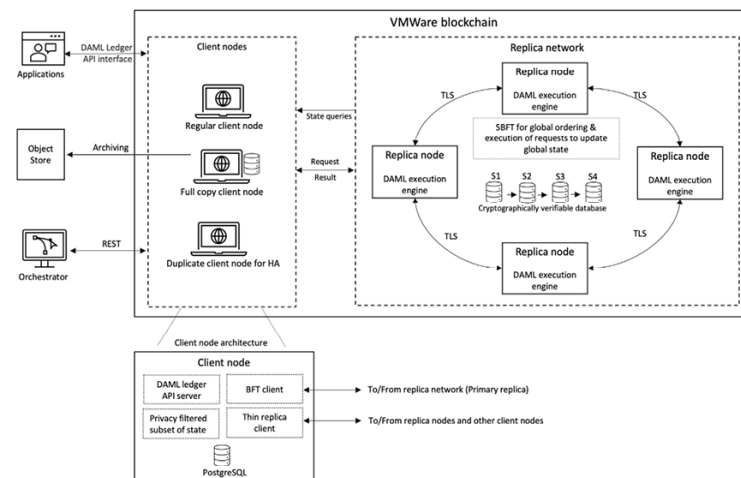 VMWare blockchain
DAML Ledger
API interface
Applications
Client nodes
Regular client node
Full copy client node
Duplicate client node for HA
Object
Store
Archiving
REST
Orchestrator
State queries
Request
Result
Replica network
Replica node
DAML execution
engine
TLS
TLS
SBFT for global ordering &
execution of requests to update
global state
Replica node
DAML execution
engine
Replica node
DAML execution
engine
S1 S2 S3 S4
Cryptographically verifiable database
TLS
TLS
Replica node
DAML execution
engine
Client node architecture
Client node
DAML ledger
API server
BFT client
Privacy filtered
subset of state
Thin replica
client
PostgreSQL
To/From replica network (Primary replica)
To/From replica nodes and other client nodes